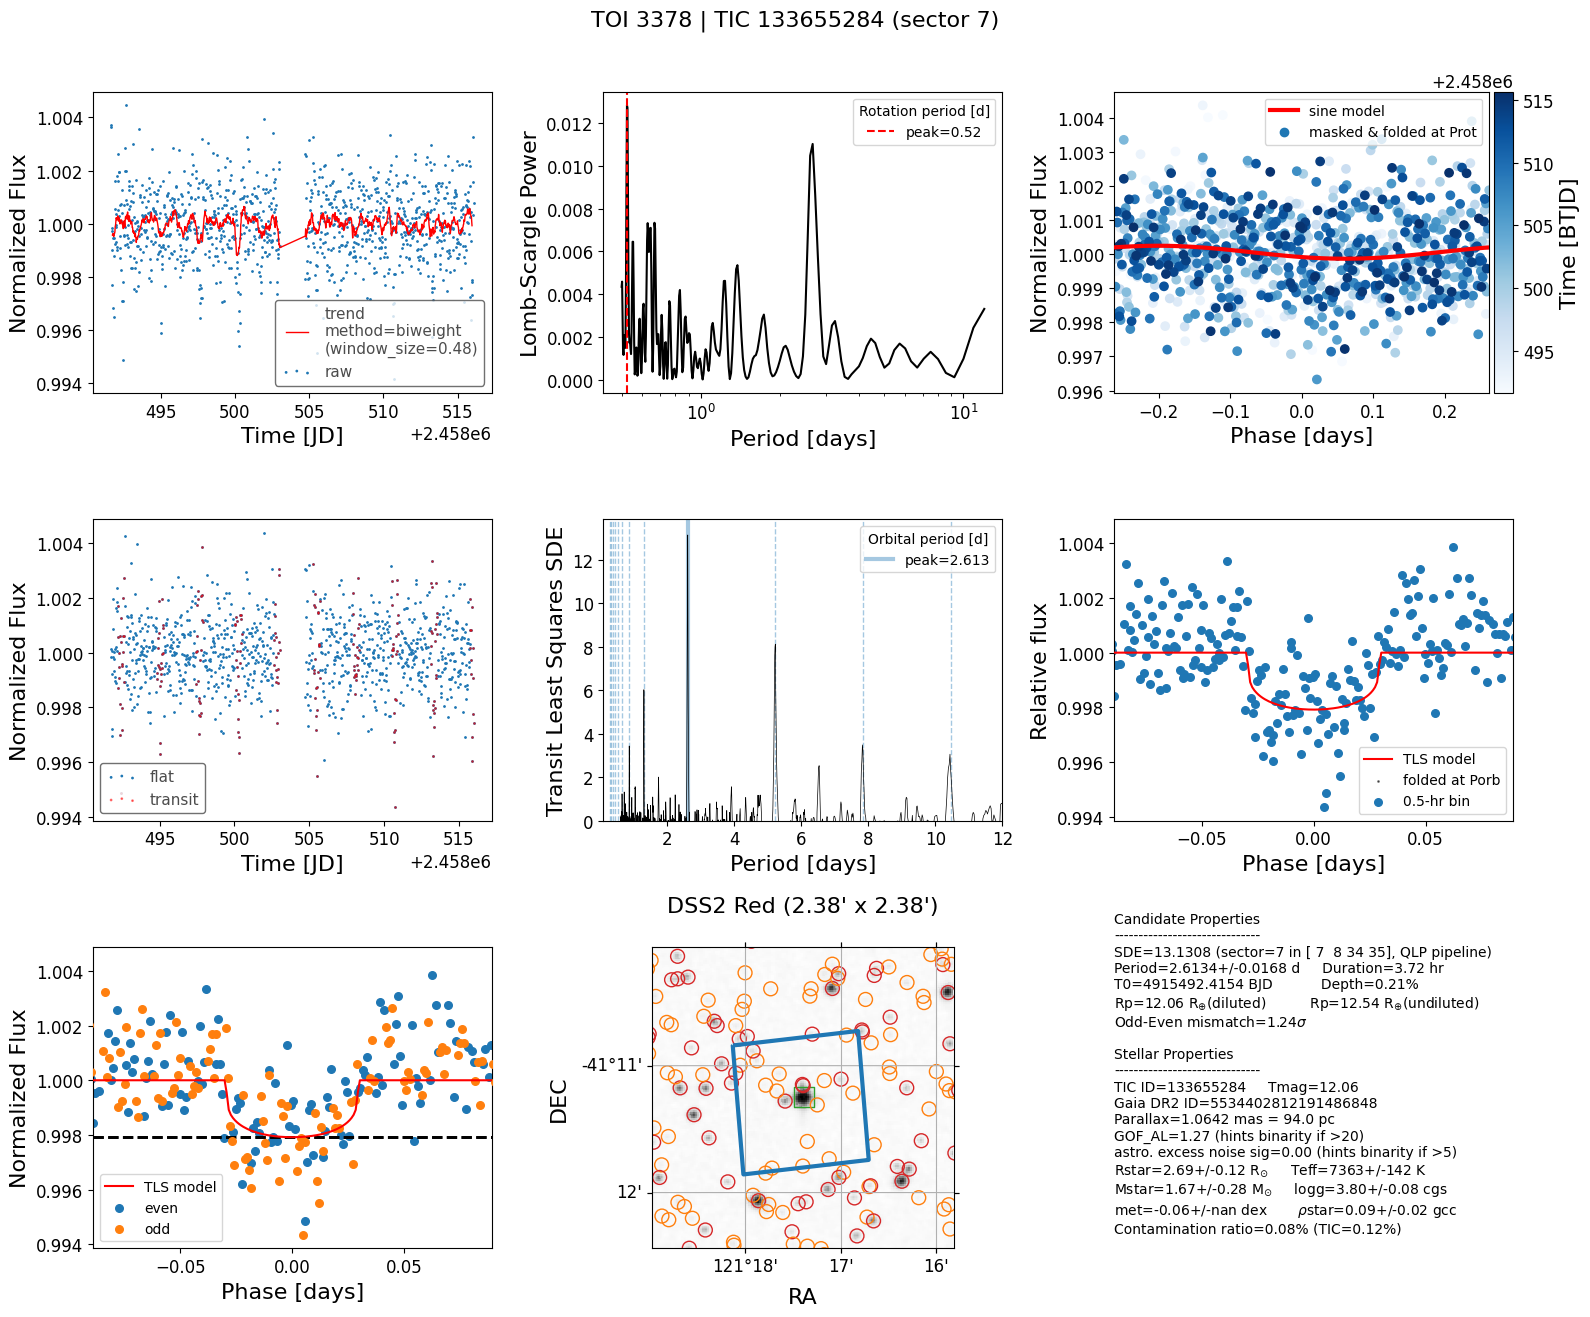 TOI 3378 | TIC 133655284 (sector 7)
Normalized Flux
1.004
1.002
1.000
0.998
0.996
0.994
trend
method=biweight
(window_size=0.48)
raw
495
500
505
510
515
Time [JD]
+2.458e6
Lomb-Scargle Power
0.012
0.010
0.008
0.006
0.004
0.002
0.000
Rotation period [d]
peak=0.52
10⁰
10¹
Period [days]
Normalized Flux
1.004
1.003
1.002
1.001
1.000
0.999
0.998
0.997
0.996
sine model
masked & folded at Prot
−0.2
−0.1
0.0
0.1
0.2
Phase [days]
+2.458e6
515
510
505
500
495
Time [BTJD]
Normalized Flux
1.004
1.002
1.000
0.998
0.996
0.994
flat
transit
495
500
505
510
515
Time [JD]
+2.458e6
Transit Least Squares SDE
12
10
8
6
4
2
0
Orbital period [d]
peak=2.613
2
4
6
8
10
12
Period [days]
Relative flux
1.004
1.002
1.000
0.998
0.996
0.994
TLS model
folded at Porb
0.5-hr bin
−0.05
0.00
0.05
Phase [days]
Normalized Flux
1.004
1.002
1.000
0.998
0.996
0.994
TLS model
even
odd
−0.05
0.00
0.05
Phase [days]
DSS2 Red (2.38' x 2.38')
DEC
-41°11'
12'
121°18'
17'
16'
RA
Candidate Properties
------------------------------
SDE=13.1308 (sector=7 in [ 7  8 34 35], QLP pipeline)
Period=2.6134+/-0.0168 d     Duration=3.72 hr
T0=4915492.4154 BJD     Depth=0.21%
Rp=12.06 R⊕(diluted)     Rp=12.54 R⊕(undiluted)
Odd-Even mismatch=1.24σ
Stellar Properties
------------------------------
TIC ID=133655284     Tmag=12.06
Gaia DR2 ID=5534402812191486848
Parallax=1.0642 mas = 94.0 pc
GOF_AL=1.27 (hints binarity if >20)
astro. excess noise sig=0.00 (hints binarity if >5)
Rstar=2.69+/-0.12 R⊙     Teff=7363+/-142 K
Mstar=1.67+/-0.28 M⊙     logg=3.80+/-0.08 cgs
met=-0.06+/-nan dex     ρstar=0.09+/-0.02 gcc
Contamination ratio=0.08% (TIC=0.12%)